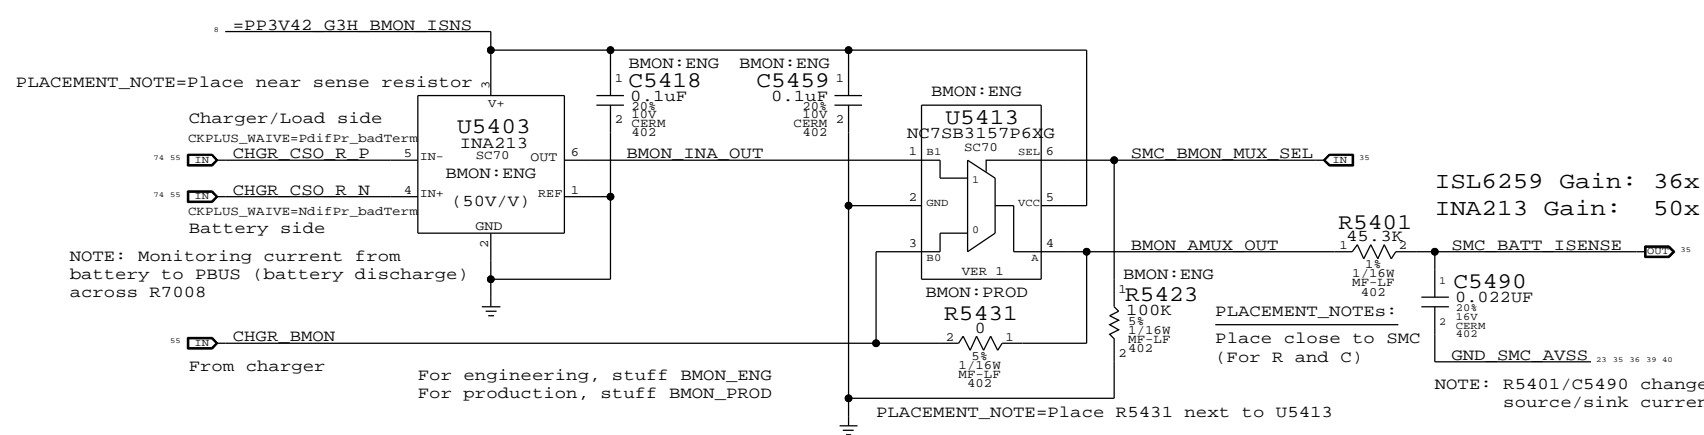 8 =PP3V42_G3H_BMON_ISNS
PLACEMENT_NOTE=Place near sense resistor
3
V+
Charger/Load side
CKPLUS_WAIVE=PdifPr_badTerm
74 55 IN CHGR_CSO_R_P 5 IN-
74 55 IN CHGR_CSO_R_N 4 IN+
CKPLUS_WAIVE=NdifPr_badTerm
Battery side
U5403
INA213
SC70
OUT 6
BMON:ENG
(50V/V)
REF 1
GND
2
NOTE: Monitoring current from
battery to PBUS (battery discharge)
across R7008
BMON:ENG
1 C5418
0.1uF
20%
10V
2 CERM
402
BMON:ENG
C5459 1
0.1uF
20%
10V
CERM 2
402
BMON_INA_OUT
BMON:ENG
U5413
NC7SB3157P6XG
SC70
1 B1
SEL 6
1
2 GND
VCC 5
0
3 B0
4 A
VER 1
SMC_BMON_MUX_SEL IN 35
BMON_AMUX_OUT
ISL6259 Gain: 36x
INA213 Gain: 50x
R5401
45.3K
1 2
1%
1/16W
MF-LF
402
SMC_BATT_ISENSE OUT 35
1 C5490
0.022UF
20%
16V
2 CERM
402
GND_SMC_AVSS 23 35 36 39 40
BMON:ENG
1 R5423
100K
5%
1/16W
MF-LF
2 402
PLACEMENT_NOTEs:
Place close to SMC
(For R and C)
BMON:PROD
R5431
0
2 1
5%
1/16W
MF-LF
402
55 IN CHGR_BMON
From charger
For engineering, stuff BMON_ENG
For production, stuff BMON_PROD
PLACEMENT_NOTE=Place R5431 next to U5413
NOTE: R5401/C5490 change
source/sink curren